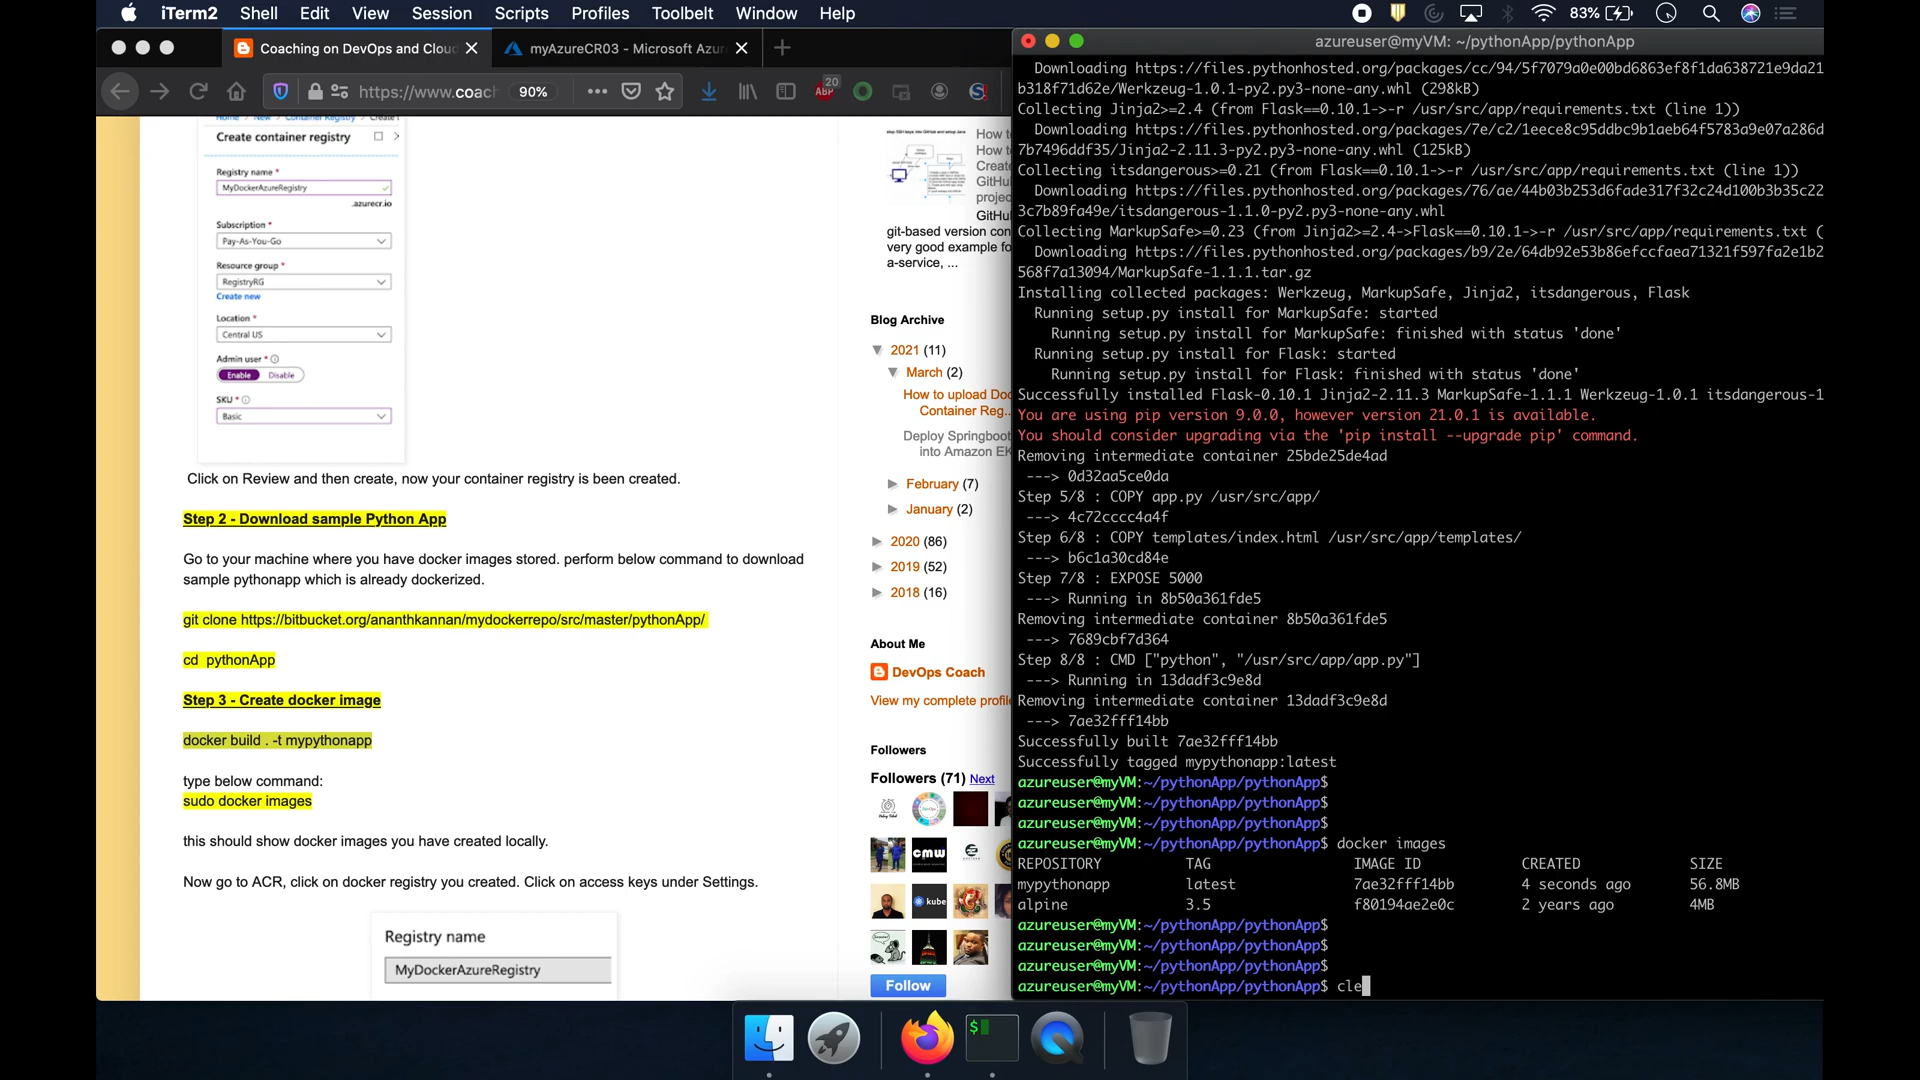 iTerm2 Shell Edit View Session Scripts Profiles Toolbelt Window Help
83%
Coaching on DevOps and Cloud
myAzureCR03 - Microsoft Azur
https://www.coach
90%
ABP
20
Create container registry
Registry name *
MyDockerAzureRegistry
.azurecr.io
Subscription *
Pay-As-You-Go
Resource group *
RegistryRG
Create new
Location *
Central US
Admin user *
Enable Disable
SKU *
Basic
Click on Review and then create, now your container registry is been created.
Step 2 - Download sample Python App
Go to your machine where you have docker images stored. perform below command to download
sample pythonapp which is already dockerized.
git clone https://bitbucket.org/ananthkannan/mydockerrepo/src/master/pythonApp/
cd pythonApp
Step 3 - Create docker image
docker build . -t mypythonapp
type below command:
sudo docker images
this should show docker images you have created locally.
Now go to ACR, click on docker registry you created. Click on access keys under Settings.
Registry name
MyDockerAzureRegistry
How to
How to
Create
GitHub
projec
GitHub
git-based version con
very good example fo
a-service, ...
Blog Archive
▼ 2021 (11)
▼ March (2)
How to upload Doc
Container Reg...
Deploy Springboot
into Amazon EK
► February (7)
► January (2)
► 2020 (86)
► 2019 (52)
► 2018 (16)
About Me
DevOps Coach
View my complete profile
Followers
Followers (71) Next
CMW
kube
Follow
azureuser@myVM: ~/pythonApp/pythonApp
Downloading https://files.pythonhosted.org/packages/cc/94/5f7079a0e00bd6863ef8f1da638721e9da21
b318f71d62e/Werkzeug-1.0.1-py2.py3-none-any.whl (298kB)
Collecting Jinja2>=2.4 (from Flask==0.10.1->-r /usr/src/app/requirements.txt (line 1))
Downloading https://files.pythonhosted.org/packages/7e/c2/1eece8c95ddbc9b1aeb64f5783a9e07a286d
7b7496ddf35/Jinja2-2.11.3-py2.py3-none-any.whl (125kB)
Collecting itsdangerous>=0.21 (from Flask==0.10.1->-r /usr/src/app/requirements.txt (line 1))
Downloading https://files.pythonhosted.org/packages/76/ae/44b03b253d6fade317f32c24d100b3b35c22
3c7b89fa49e/itsdangerous-1.1.0-py2.py3-none-any.whl
Collecting MarkupSafe>=0.23 (from Jinja2>=2.4->Flask==0.10.1->-r /usr/src/app/requirements.txt (
Downloading https://files.pythonhosted.org/packages/b9/2e/64db92e53b86efccfaea71321f597fa2e1b2
568f7a13094/MarkupSafe-1.1.1.tar.gz
Installing collected packages: Werkzeug, MarkupSafe, Jinja2, itsdangerous, Flask
Running setup.py install for MarkupSafe: started
Running setup.py install for MarkupSafe: finished with status 'done'
Running setup.py install for Flask: started
Running setup.py install for Flask: finished with status 'done'
Successfully installed Flask-0.10.1 Jinja2-2.11.3 MarkupSafe-1.1.1 Werkzeug-1.0.1 itsdangerous-1
You are using pip version 9.0.0, however version 21.0.1 is available.
You should consider upgrading via the 'pip install --upgrade pip' command.
Removing intermediate container 25bde25de4ad
---> 0d32aa5ce0da
Step 5/8 : COPY app.py /usr/src/app/
---> 4c72cccc4a4f
Step 6/8 : COPY templates/index.html /usr/src/app/templates/
---> b6c1a30cd84e
Step 7/8 : EXPOSE 5000
---> Running in 8b50a361fde5
Removing intermediate container 8b50a361fde5
---> 7689cbf7d364
Step 8/8 : CMD ["python", "/usr/src/app/app.py"]
---> Running in 13dadf3c9e8d
Removing intermediate container 13dadf3c9e8d
---> 7ae32fff14bb
Successfully built 7ae32fff14bb
Successfully tagged mypythonapp:latest
azureuser@myVM:~/pythonApp/pythonApp$
azureuser@myVM:~/pythonApp/pythonApp$
azureuser@myVM:~/pythonApp/pythonApp$
azureuser@myVM:~/pythonApp/pythonApp$ docker images
REPOSITORY TAG IMAGE ID CREATED SIZE
mypythonapp latest 7ae32fff14bb 4 seconds ago 56.8MB
alpine 3.5 f80194ae2e0c 2 years ago 4MB
azureuser@myVM:~/pythonApp/pythonApp$
azureuser@myVM:~/pythonApp/pythonApp$
azureuser@myVM:~/pythonApp/pythonApp$
azureuser@myVM:~/pythonApp/pythonApp$ cle